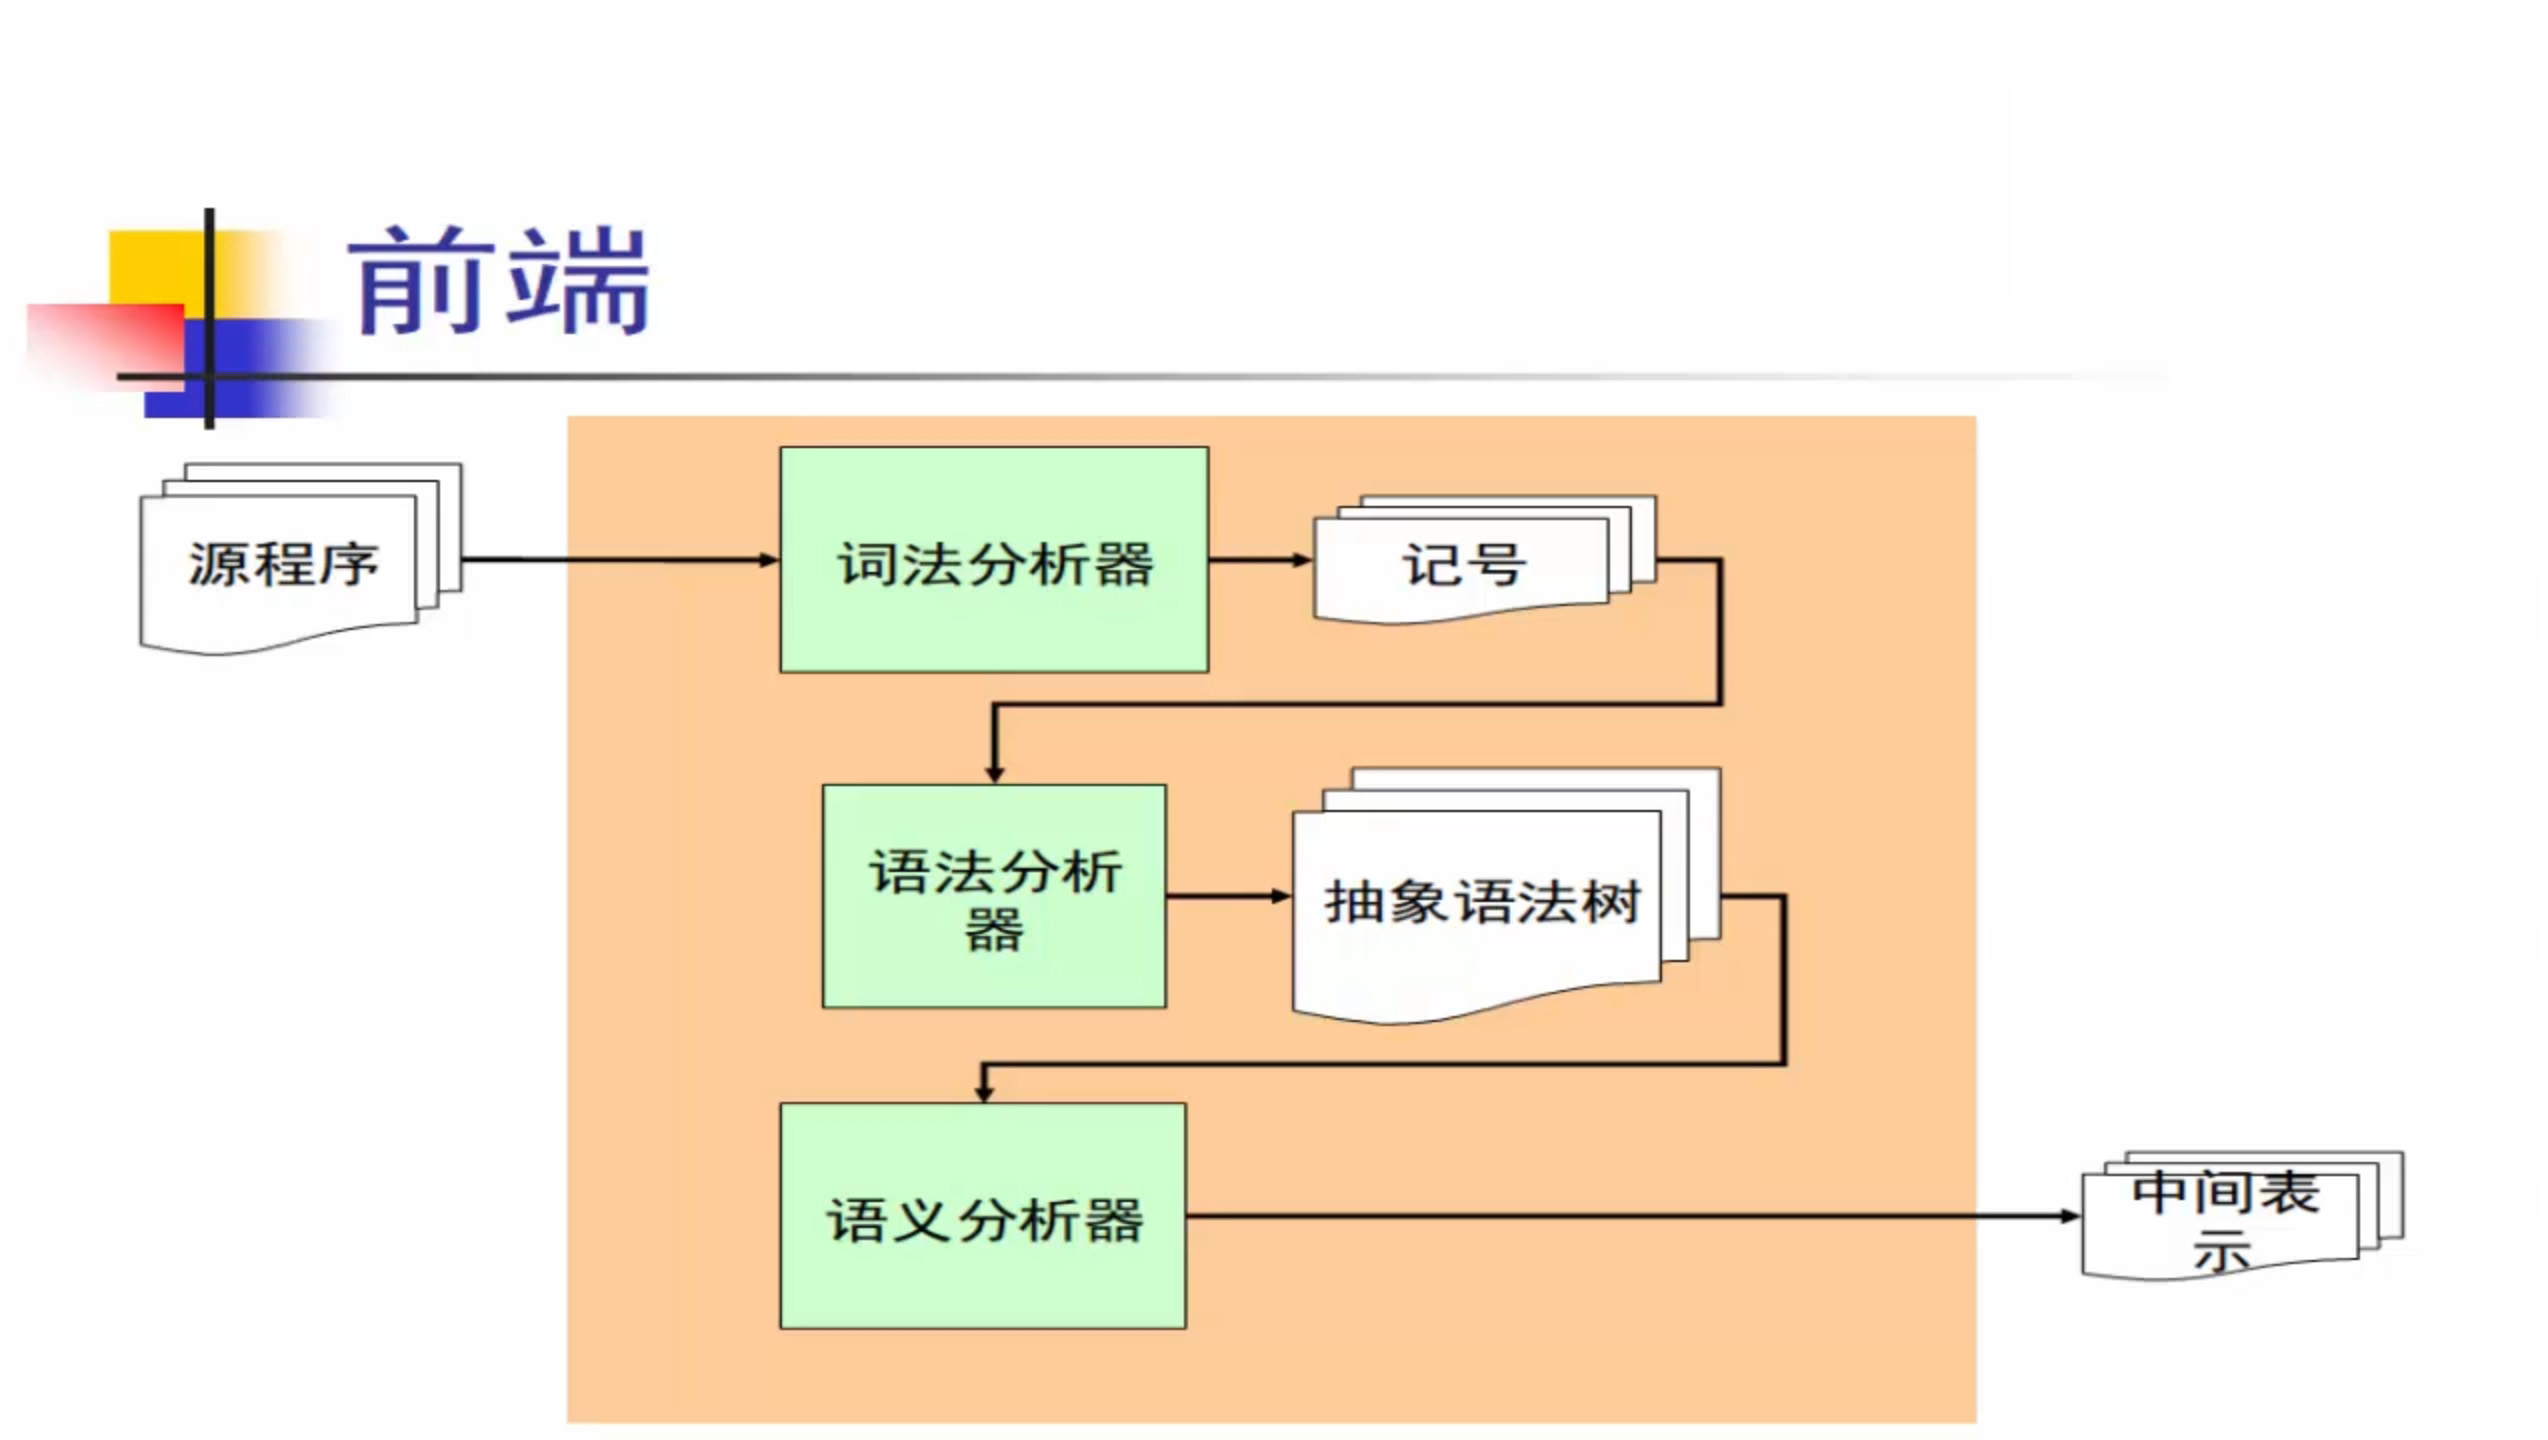 前端
源程序
词法分析器
记号
语法分析
器
抽象语法树
语义分析器
中间表
示